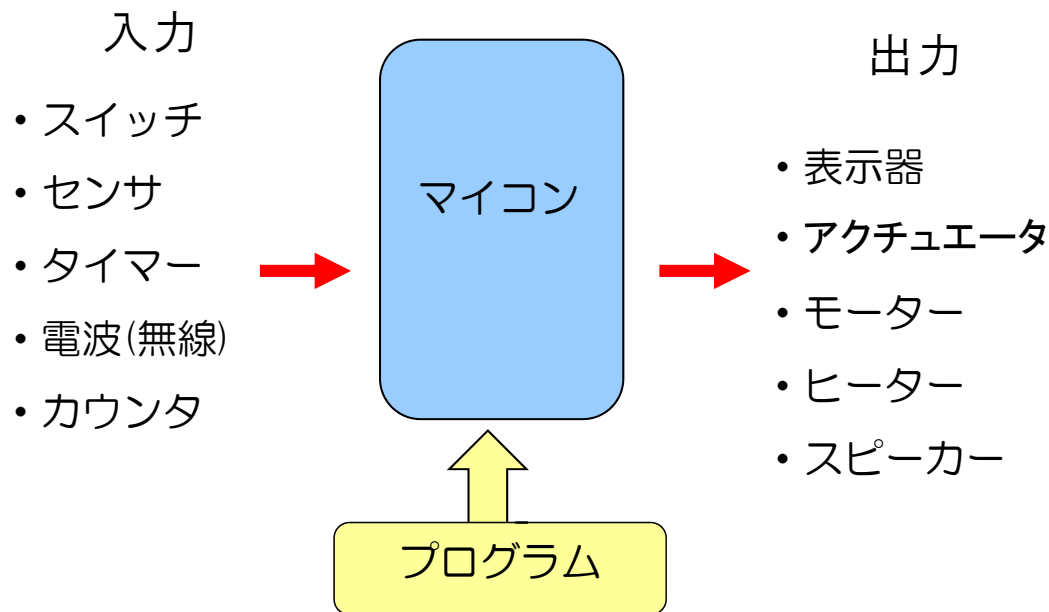 入力
・スイッチ
・センサ
・タイマー
・電波(無線)
・カウンタ
マイコン
プログラム
出力
・表示器
・アクチュエータ
・モーター
・ヒーター
・スピーカー